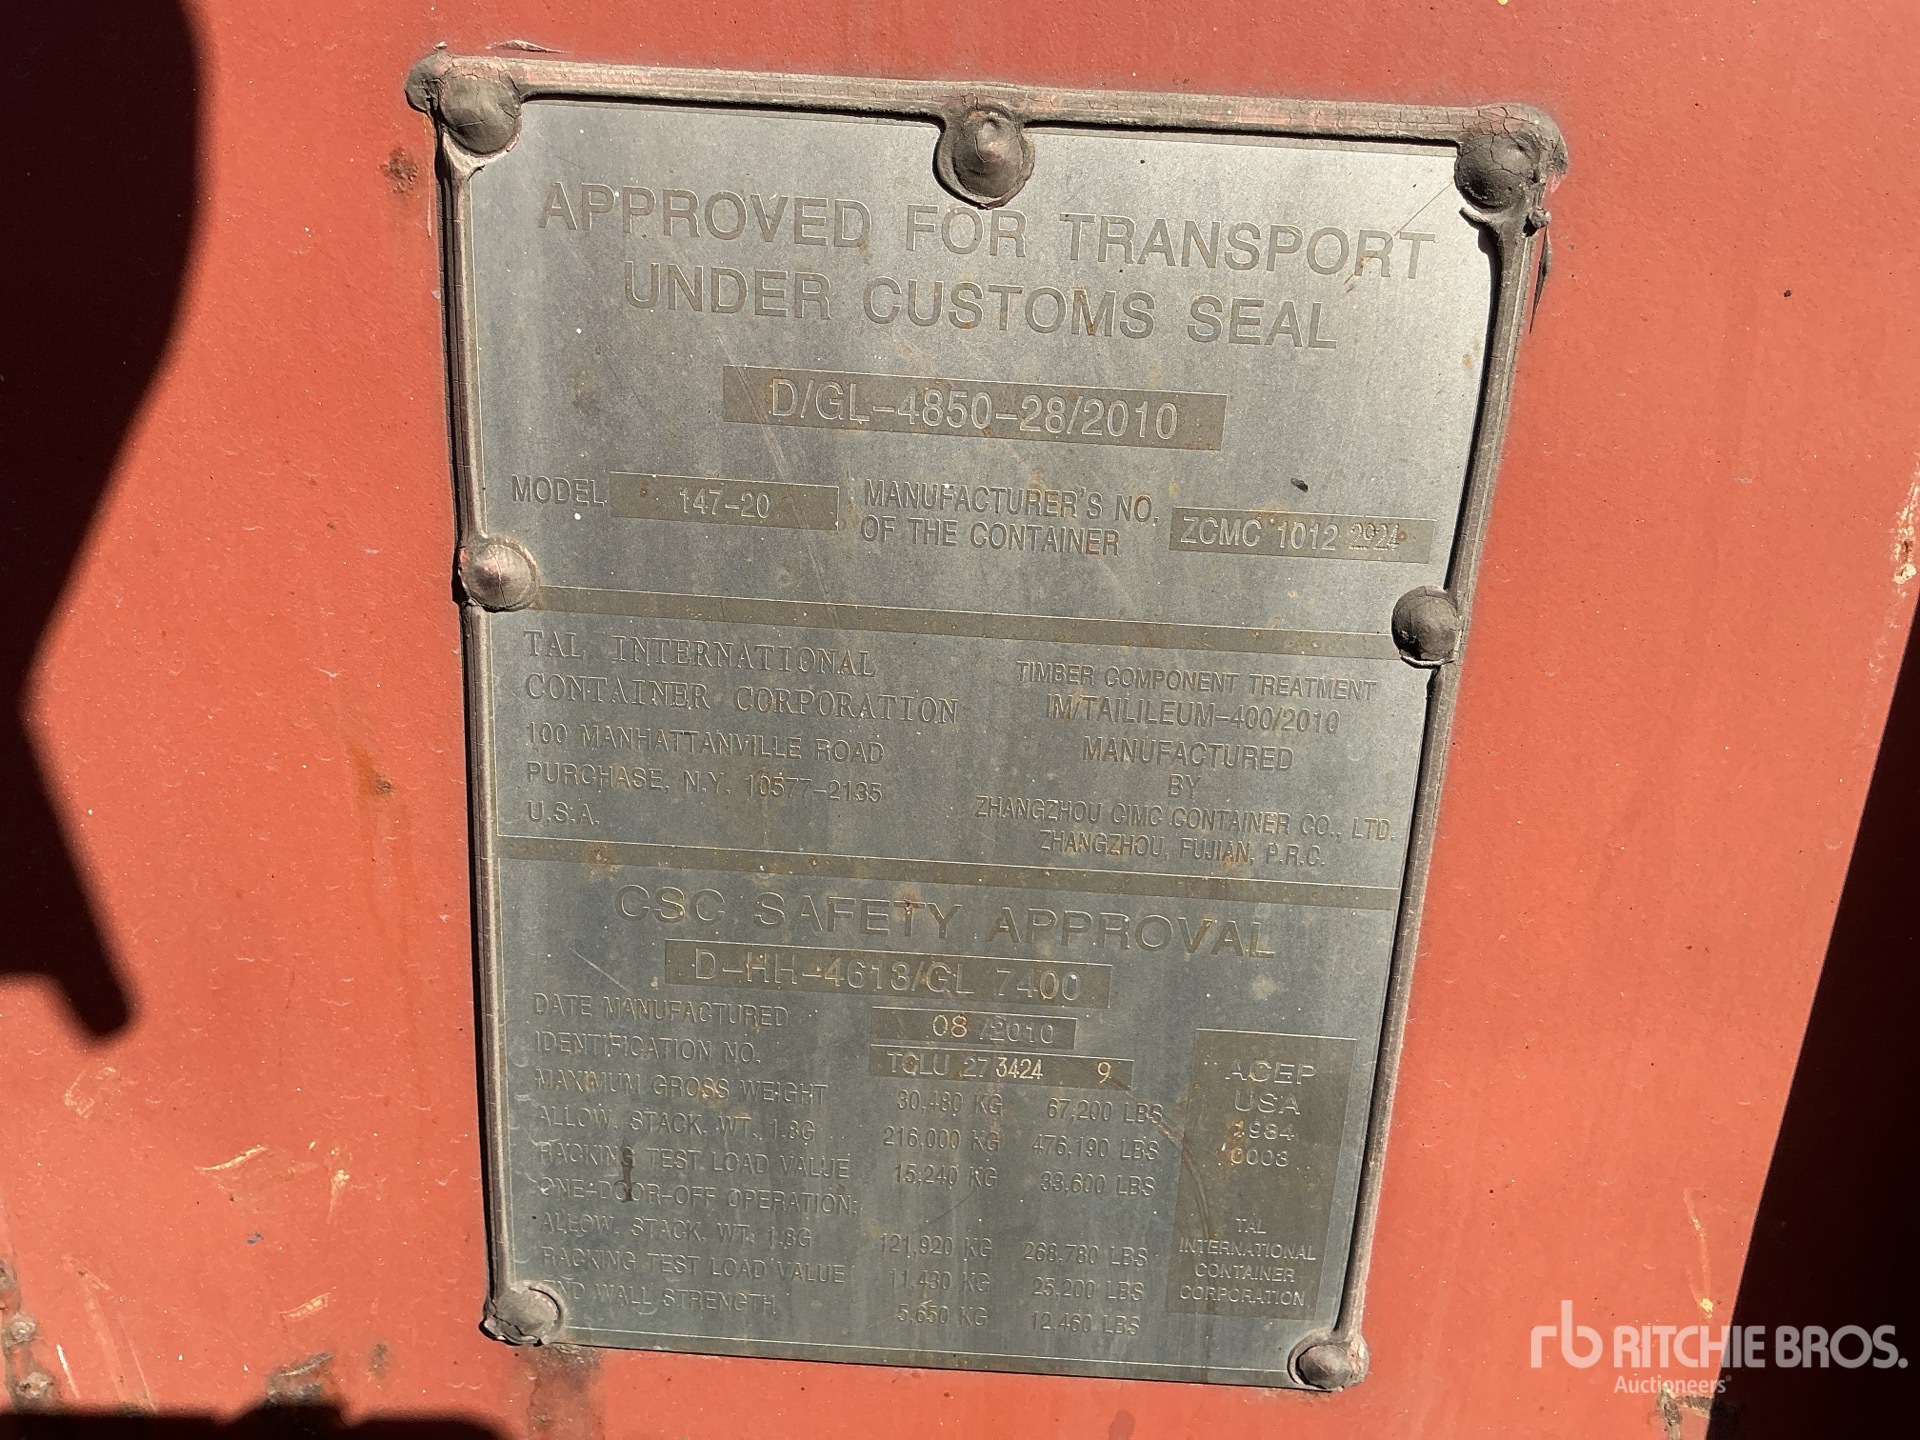 APPROVED FOR TRANSPORT
UNDER CUSTOMS SEAL
D/GL-4850-28/2010
MODEL 147-20
MANUFACTURER'S NO.
OF THE CONTAINER
ZCMC 1012 2924
TAL INTERNATIONAL
CONTAINER CORPORATION
100 MANHATTANVILLE ROAD
PURCHASE, N.Y. 10577-2135
U.S.A.
TIMBER COMPONENT TREATMENT
IM/TAILILEUM-400/2010
MANUFACTURED
BY
ZHANGZHOU CIMC CONTAINER CO., LTD.
ZHANGZHOU, FUJIAN, P.R.C.
CSC SAFETY APPROVAL
D-HH-4613/GL 7400
DATE MANUFACTURED 08/2010
IDENTIFICATION NO. TCLU 27 3424 9
MAXIMUM GROSS WEIGHT 30,480 KG 67,200 LBS
ALLOW. STACK. WT. 1.8G 216,000 KG 476,190 LBS
RACKING TEST LOAD VALUE 15,240 KG 33,600 LBS
ONE-DOOR-OFF OPERATION:
ALLOW. STACK. WT. 1.8G 121,920 KG 268,780 LBS
RACKING TEST LOAD VALUE 11,430 KG 25,200 LBS
END WALL STRENGTH 5,650 KG 12,460 LBS
ACEP
USA
1984
0003
TAL
INTERNATIONAL
CONTAINER
CORPORATION
rb RITCHIE BROS.
Auctioneers